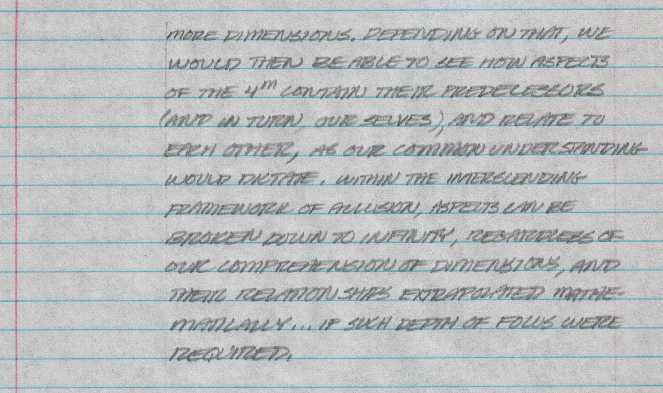 MORE DIMENSIONS. DEPENDING ON THAT, WE
WOULD THEN BE ABLE TO SEE HOW ASPECTS
OF THE 4th CONTAIN THEIR PREDECESSORS
(AND IN TURN, OUR SELVES), AND RELATE TO
EACH OTHER, AS OUR COMMON UNDERSTANDING
WOULD DICTATE. WITHIN THE INTERBLENDING
FRAMEWORK OF ALLUSION, ASPECTS CAN BE
BROKEN DOWN TO INFINITY, REGARDLESS OF
OUR COMPREHENSION OF DIMENSIONS, AND
THEIR RELATIONSHIPS EXTRAPOLATED MATHE-
MATICALLY... IF SUCH DEPTH OF FOCUS WERE
REQUIRED.